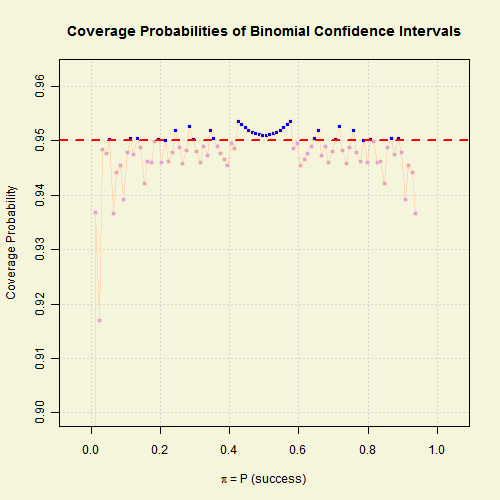 Coverage Probabilities of Binomial Confidence Intervals
Coverage Probability
0.96
0.95
0.94
0.93
0.92
0.91
0.90
0.0 0.2 0.4 0.6 0.8 1.0
π = P (success)